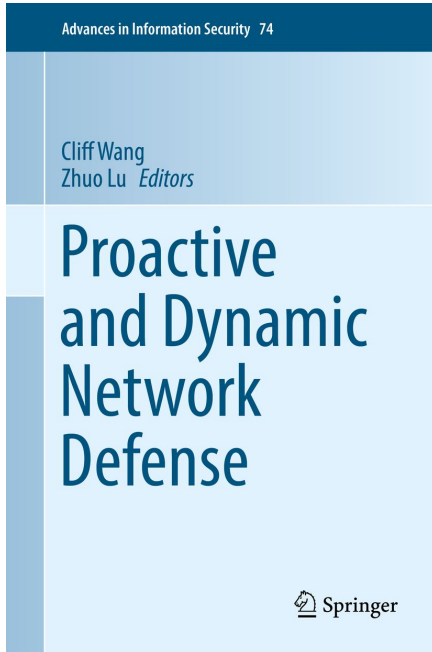 Advances in Information Security 74
Cliff Wang
Zhuo Lu Editors
Proactive
and Dynamic
Network
Defense
Springer